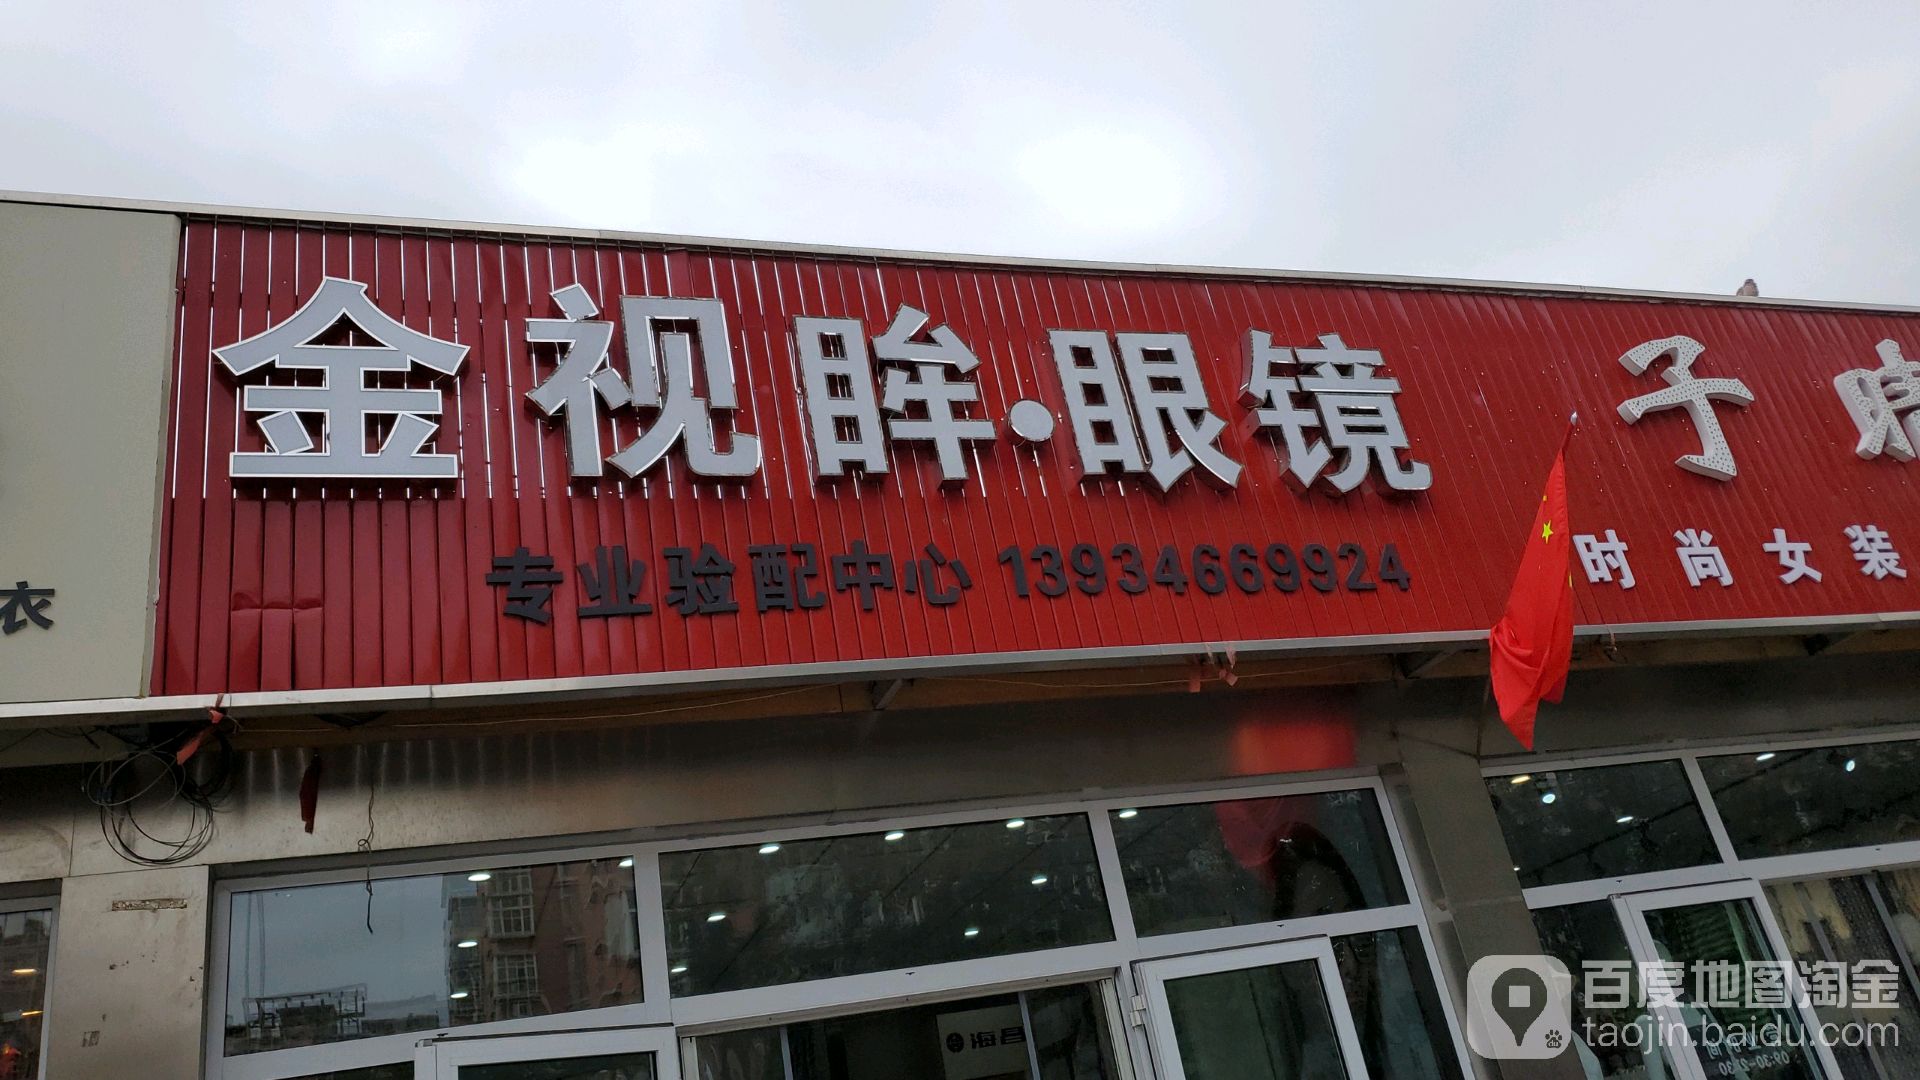 金视眸·眼镜
专业验配中心 13934669924
子
时尚女装
衣
海昌
百度地图淘金
taojin.baidu.com